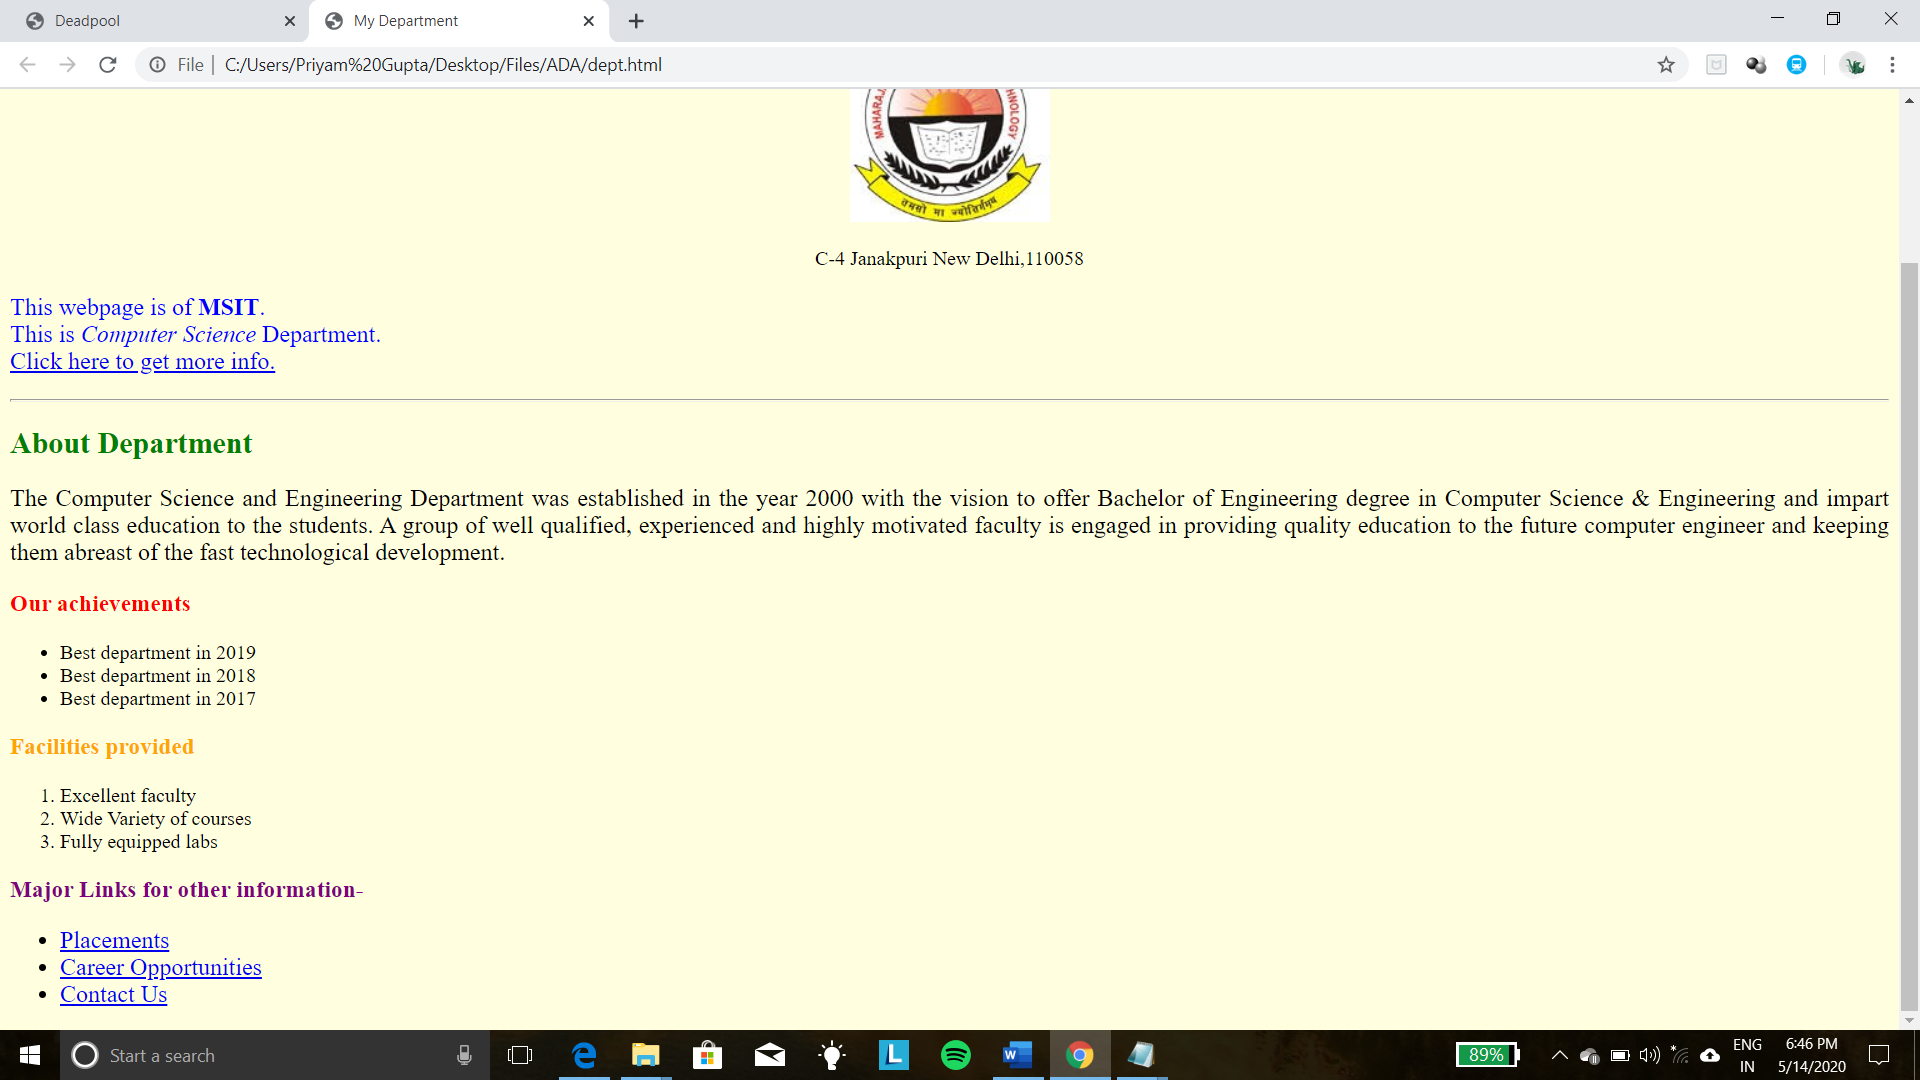 Deadpool
My Department
File
C:/Users/Priyam%20Gupta/Desktop/Files/ADA/dept.html
तमसो मा ज्योतिर्गमय
C-4 Janakpuri New Delhi,110058
This webpage is of MSIT.
This is Computer Science Department.
Click here to get more info.
About Department
The Computer Science and Engineering Department was established in the year 2000 with the vision to offer Bachelor of Engineering degree in Computer Science & Engineering and impart
world class education to the students. A group of well qualified, experienced and highly motivated faculty is engaged in providing quality education to the future computer engineer and keeping
them abreast of the fast technological development.
Our achievements
Best department in 2019
Best department in 2018
Best department in 2017
Facilities provided
1. Excellent faculty
2. Wide Variety of courses
3. Fully equipped labs
Major Links for other information-
Placements
Career Opportunities
Contact Us
Start a search
89%
ENG
IN
6:46 PM
5/14/2020